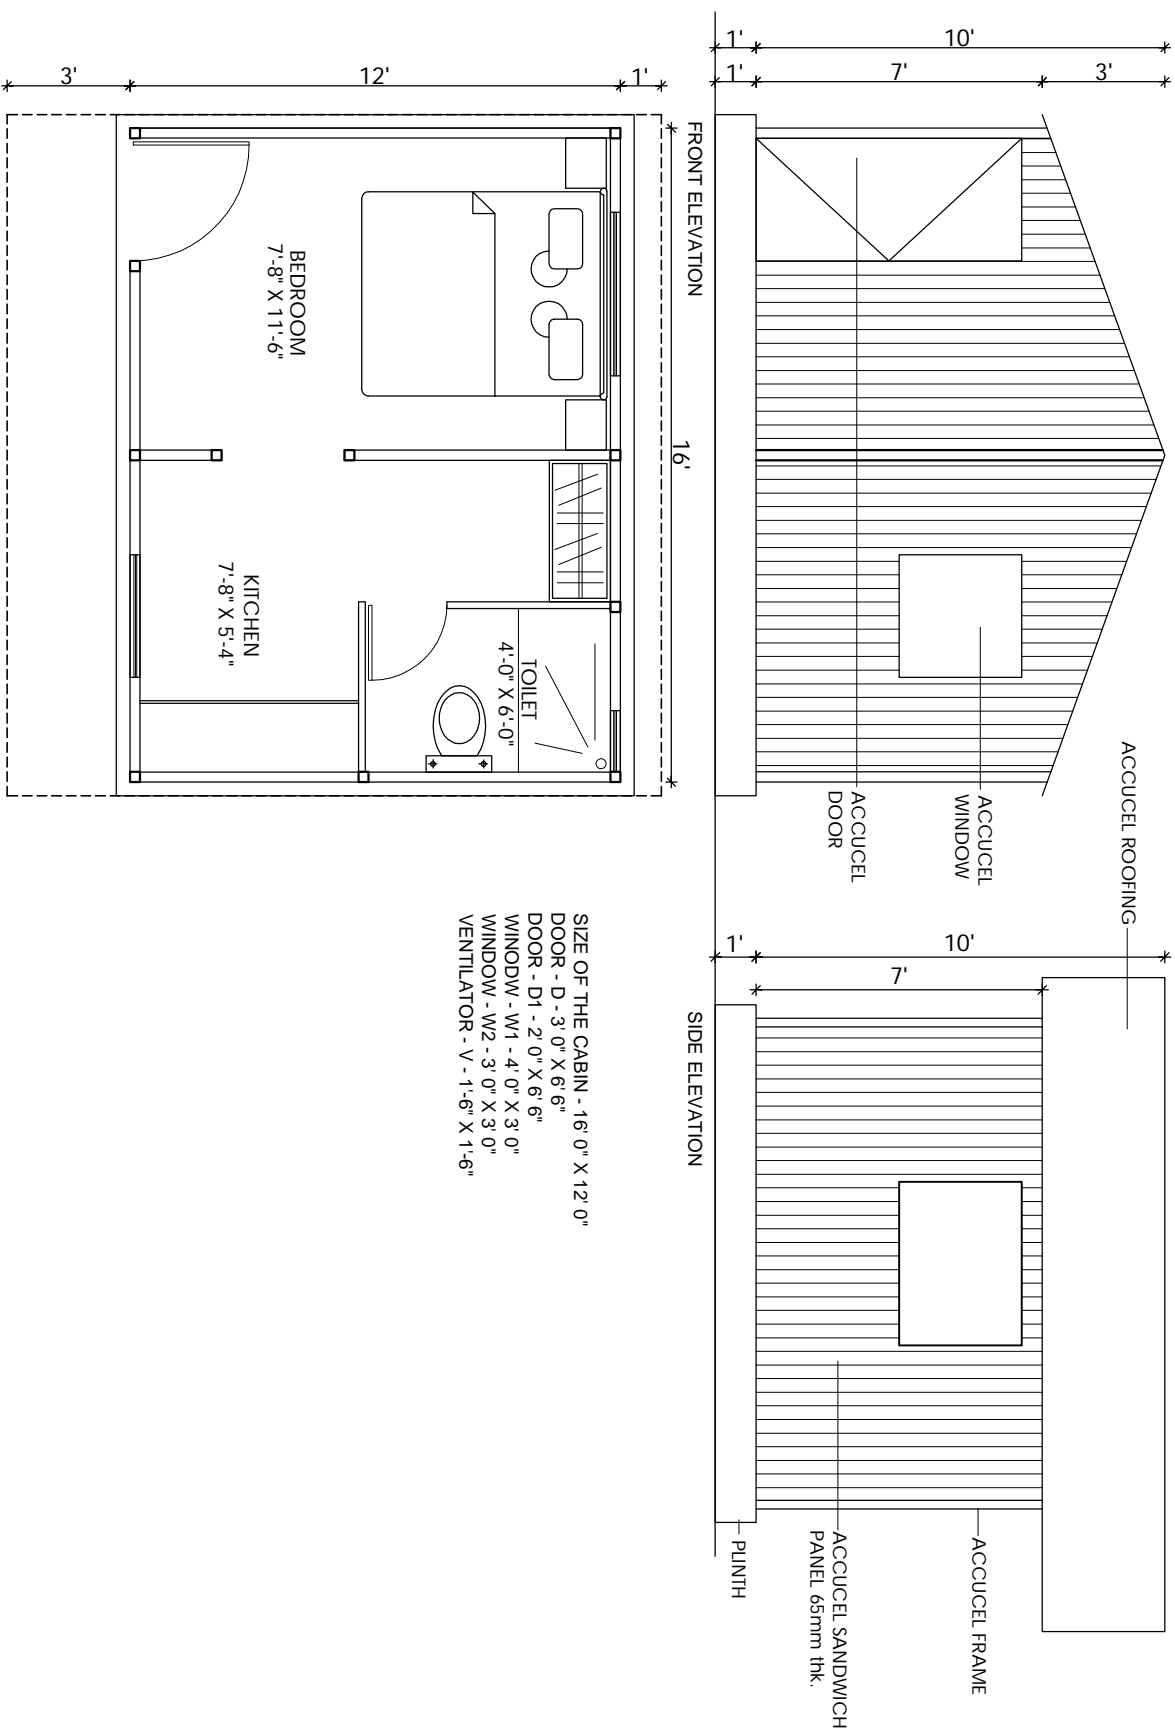 10'
1'
7'
3'
1'
ACCUCEL ROOFING
ACCUCEL
WINDOW
ACCUCEL
DOOR
FRONT ELEVATION
10'
1'
7'
ACCUCEL FRAME
ACCUCEL SANDWICH
PANEL 65mm thk.
PLINTH
SIDE ELEVATION
16'
1'
12'
3'
BEDROOM
7'-8" X 11'-6"
TOILET
4'-0" X 6'-0"
KITCHEN
7'-8" X 5'-4"
SIZE OF THE CABIN - 16' 0" X 12' 0"
DOOR - D - 3' 0" X 6' 6"
DOOR - D1 - 2' 0" X 6' 6"
WINODW - W1 - 4' 0" X 3' 0"
WINDOW - W2 - 3' 0" X 3' 0"
VENTILATOR - V - 1'-6" X 1'-6"